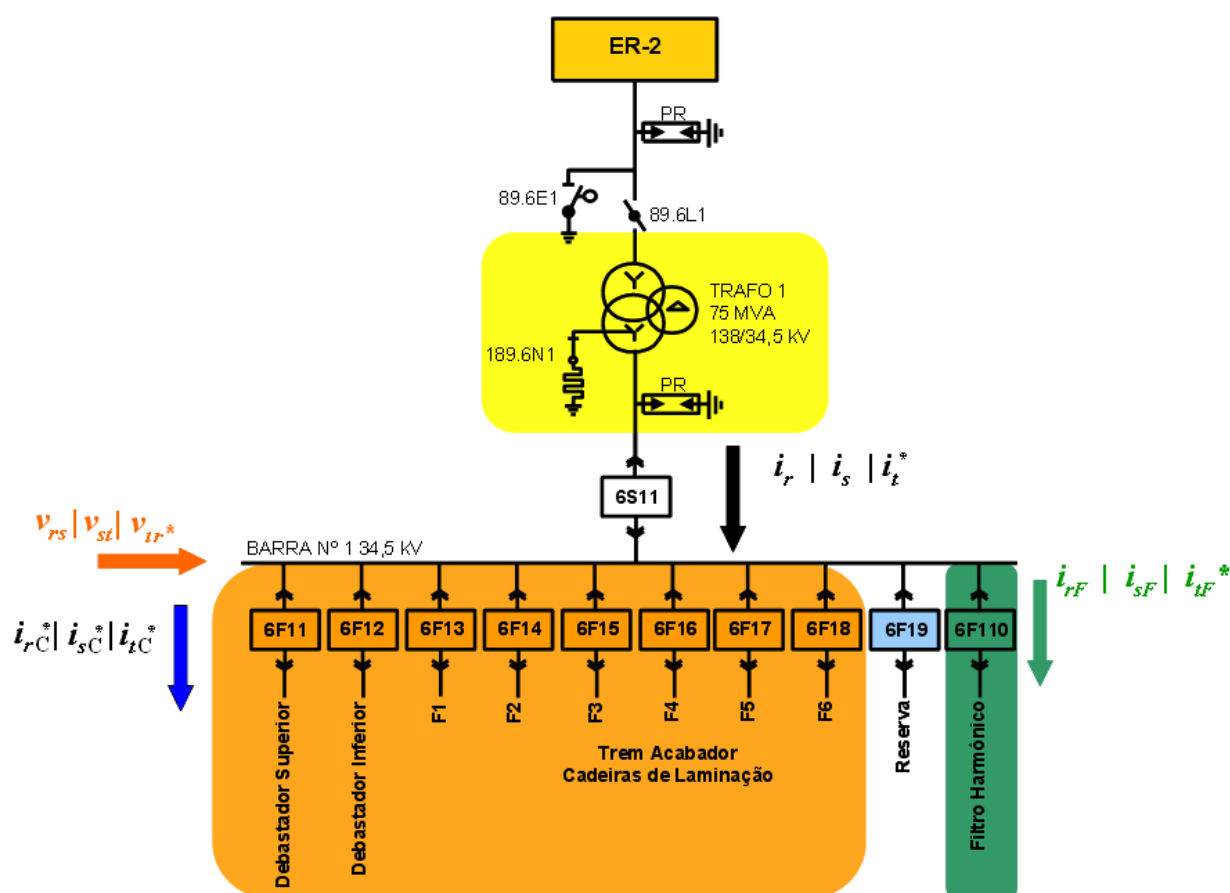 ER-2
PR
89.6E1
89.6L1
TRAFO 1
75 MVA
138/34,5 kV
189.6N1
PR
i_r | i_s | i_t*
6S11
v_rs | v_st | v_tr*
BARRA Nº 1 34,5 kV
i_rF | i_sF | i_tF*
i_rC* | i_sC* | i_tC*
6F11 6F12 6F13 6F14 6F15 6F16 6F17 6F18 6F19 6F110
Debastador Superior
Debastador Inferior
F1
F2
F3
F4
F5
F6
Reserva
Filtro Harmônico
Trem Acabador
Cadeiras de Laminação